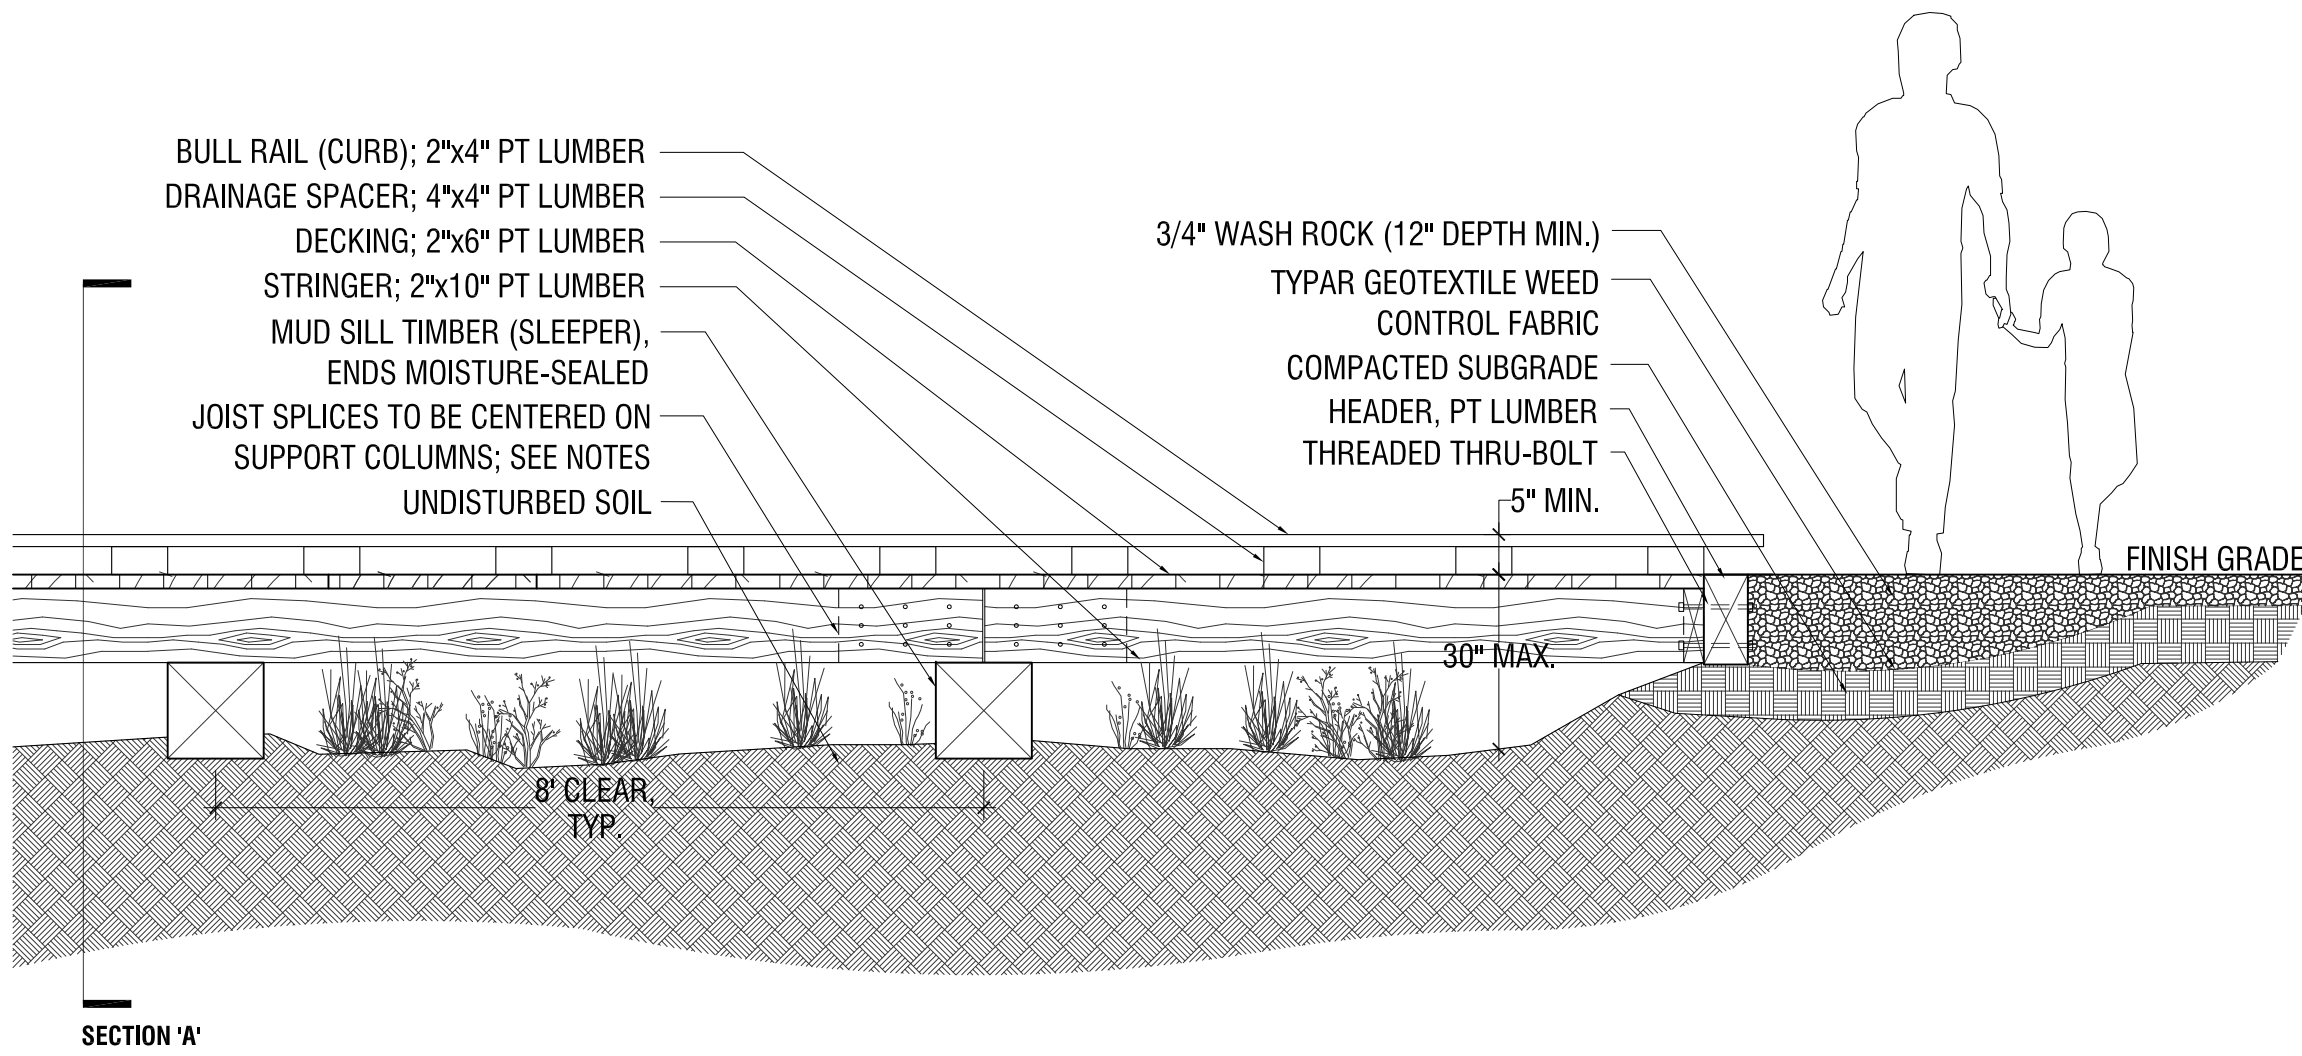 BULL RAIL (CURB); 2"x4" PT LUMBER
DRAINAGE SPACER; 4"x4" PT LUMBER
DECKING; 2"x6" PT LUMBER
STRINGER; 2"x10" PT LUMBER
MUD SILL TIMBER (SLEEPER),
ENDS MOISTURE-SEALED
JOIST SPLICES TO BE CENTERED ON
SUPPORT COLUMNS; SEE NOTES
UNDISTURBED SOIL
3/4" WASH ROCK (12" DEPTH MIN.)
TYPAR GEOTEXTILE WEED
CONTROL FABRIC
COMPACTED SUBGRADE
HEADER, PT LUMBER
THREADED THRU-BOLT
5" MIN.
FINISH GRADE
30" MAX.
8' CLEAR,
TYP.
SECTION 'A'